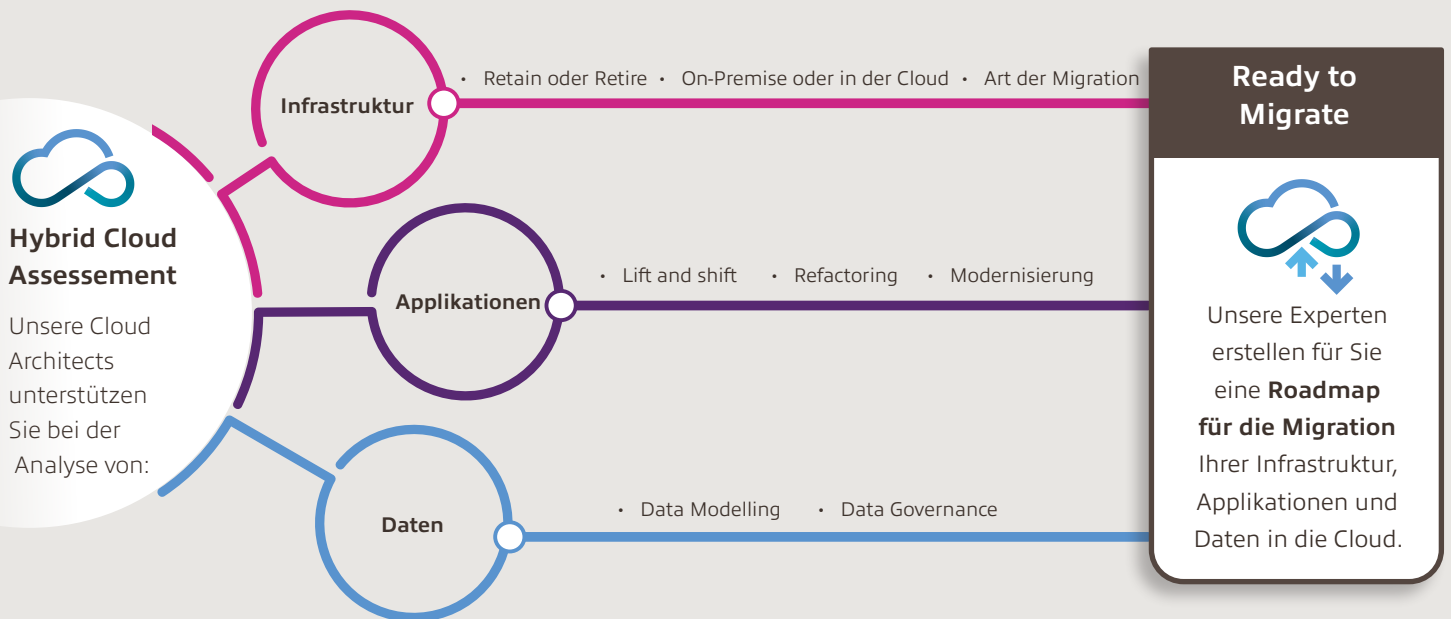 Hybrid Cloud
Assessement
Unsere Cloud
Architects
unterstützen
Sie bei der
Analyse von:
Infrastruktur
• Retain oder Retire • On-Premise oder in der Cloud • Art der Migration
Applikationen
• Lift and shift • Refactoring • Modernisierung
Daten
• Data Modelling • Data Governance
Ready to
Migrate
Unsere Experten
erstellen für Sie
eine Roadmap
für die Migration
Ihrer Infrastruktur,
Applikationen und
Daten in die Cloud.